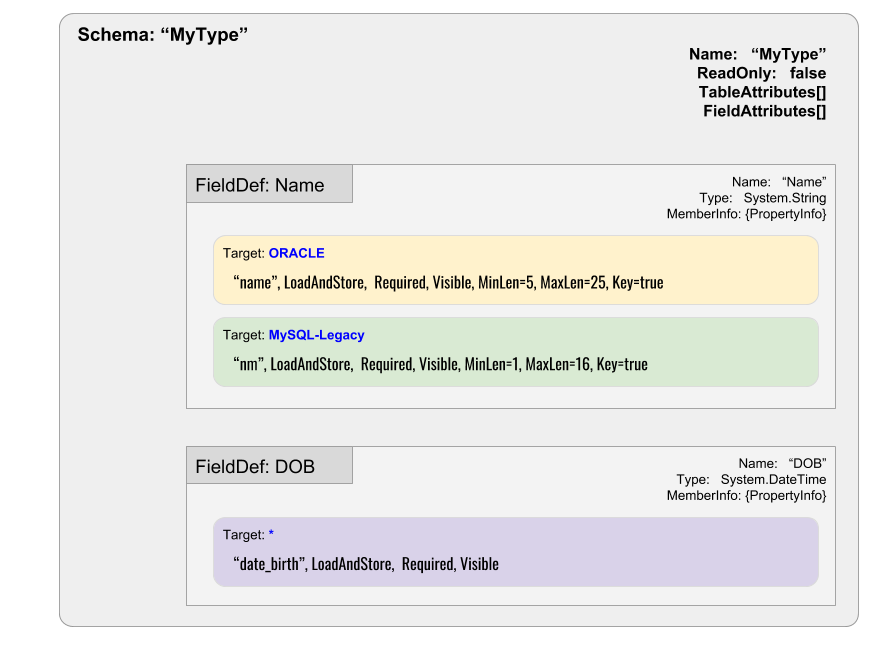 Schema: “MyType”
Name: “MyType”
ReadOnly: false
TableAttributes[]
FieldAttributes[]
FieldDef: Name
Name: “Name”
Type: System.String
MemberInfo: {PropertyInfo}
Target: ORACLE
“name”, LoadAndStore, Required, Visible, MinLen=5, MaxLen=25, Key=true
Target: MySQL-Legacy
“nm”, LoadAndStore, Required, Visible, MinLen=1, MaxLen=16, Key=true
FieldDef: DOB
Name: “DOB”
Type: System.DateTime
MemberInfo: {PropertyInfo}
Target: *
“date_birth”, LoadAndStore, Required, Visible